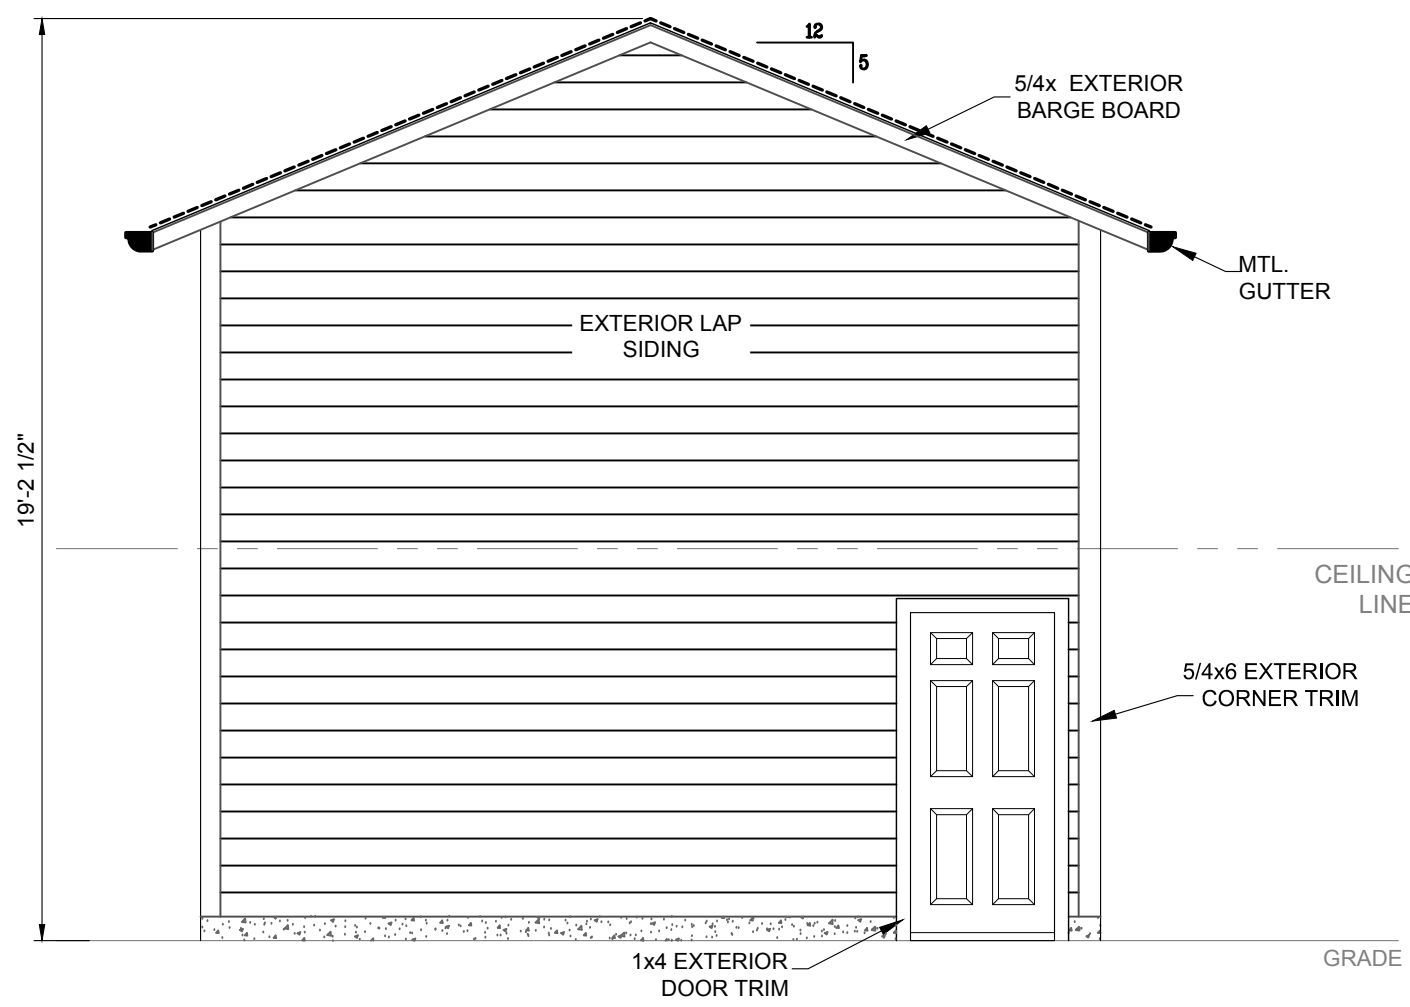 12
5
5/4x EXTERIOR
BARGE BOARD
MTL.
GUTTER
EXTERIOR LAP
SIDING
19'-2 1/2"
CEILING
LINE
5/4x6 EXTERIOR
CORNER TRIM
1x4 EXTERIOR
DOOR TRIM
GRADE